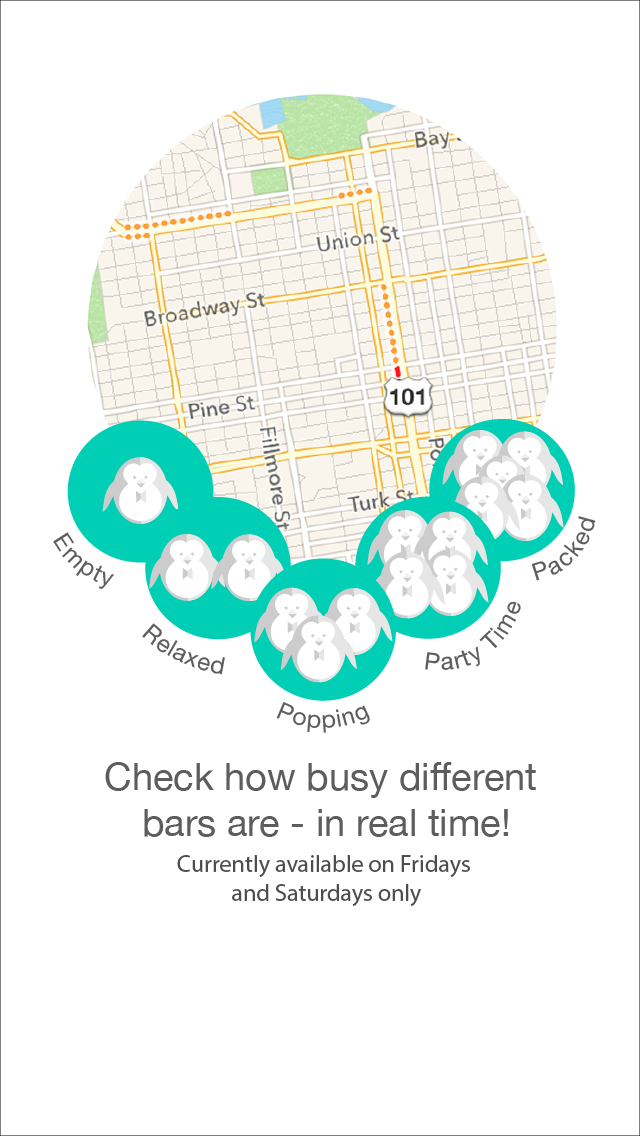 Bay
Union St
Broadway St
Pine St
101
Fillmore St
Turk St
Empty
Relaxed
Popping
Party Time
Packed
Check how busy different
bars are - in real time!
Currently available on Fridays
and Saturdays only